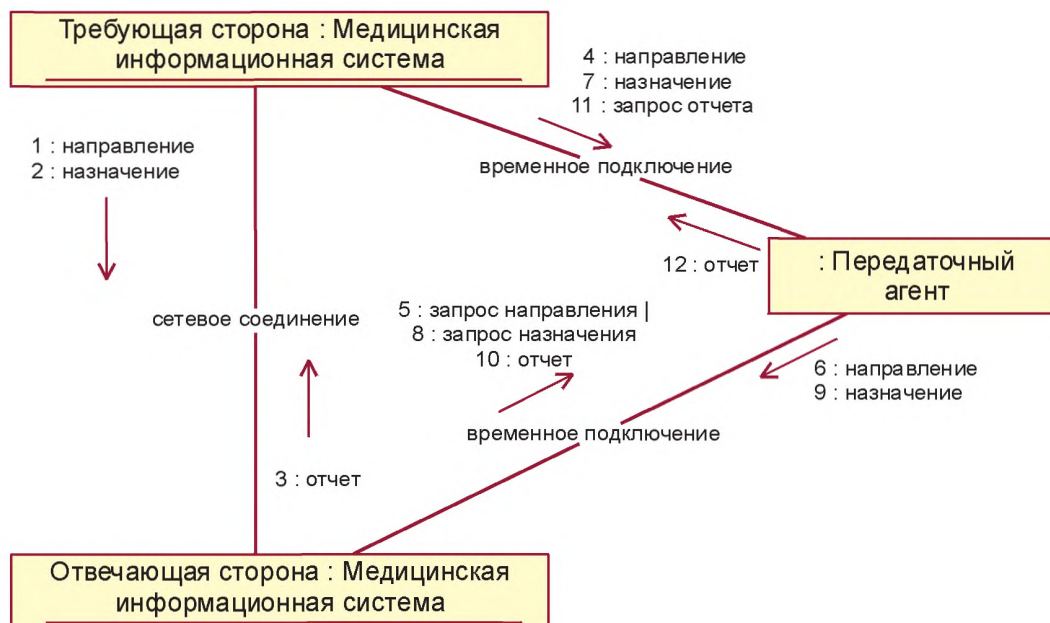 Требующая сторона : Медицинская
информационная система
4 : направление
7 : назначение
11 : запрос отчета
1 : направление
2 : назначение
временное подключение
12 : отчет
: Передаточный
агент
5 : запрос направления |
8 : запрос назначения
10 : отчет
сетевое соединение
6 : направление
9 : назначение
временное подключение
3 : отчет
Отвечающая сторона : Медицинская
информационная система